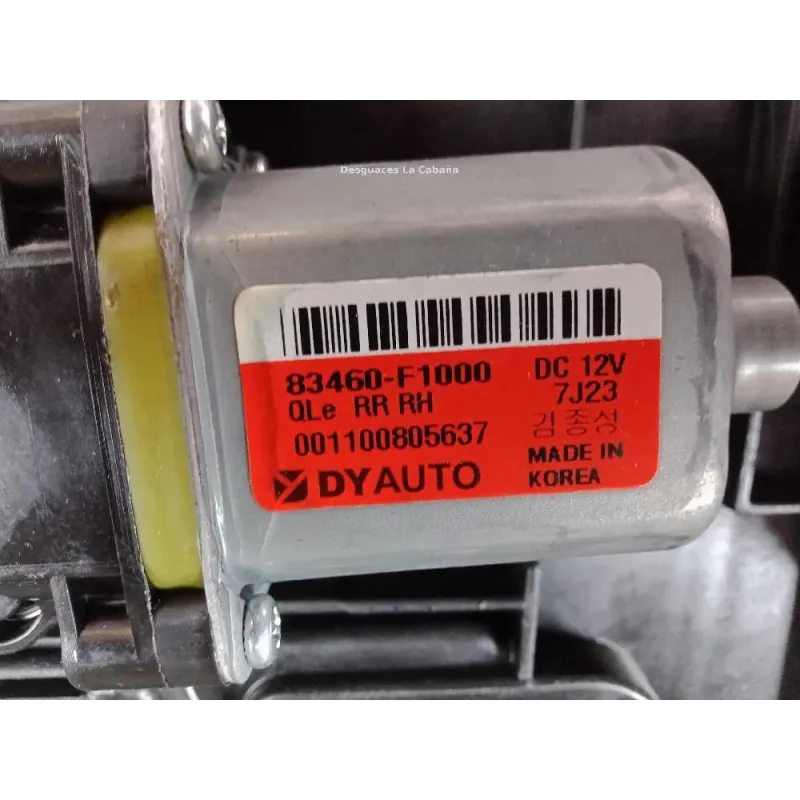 Desguaces La Cabaña
83460-F1000 DC 12V
QLe RR RH 7J23
001100805637 김종성
DYAUTO MADE IN
KOREA